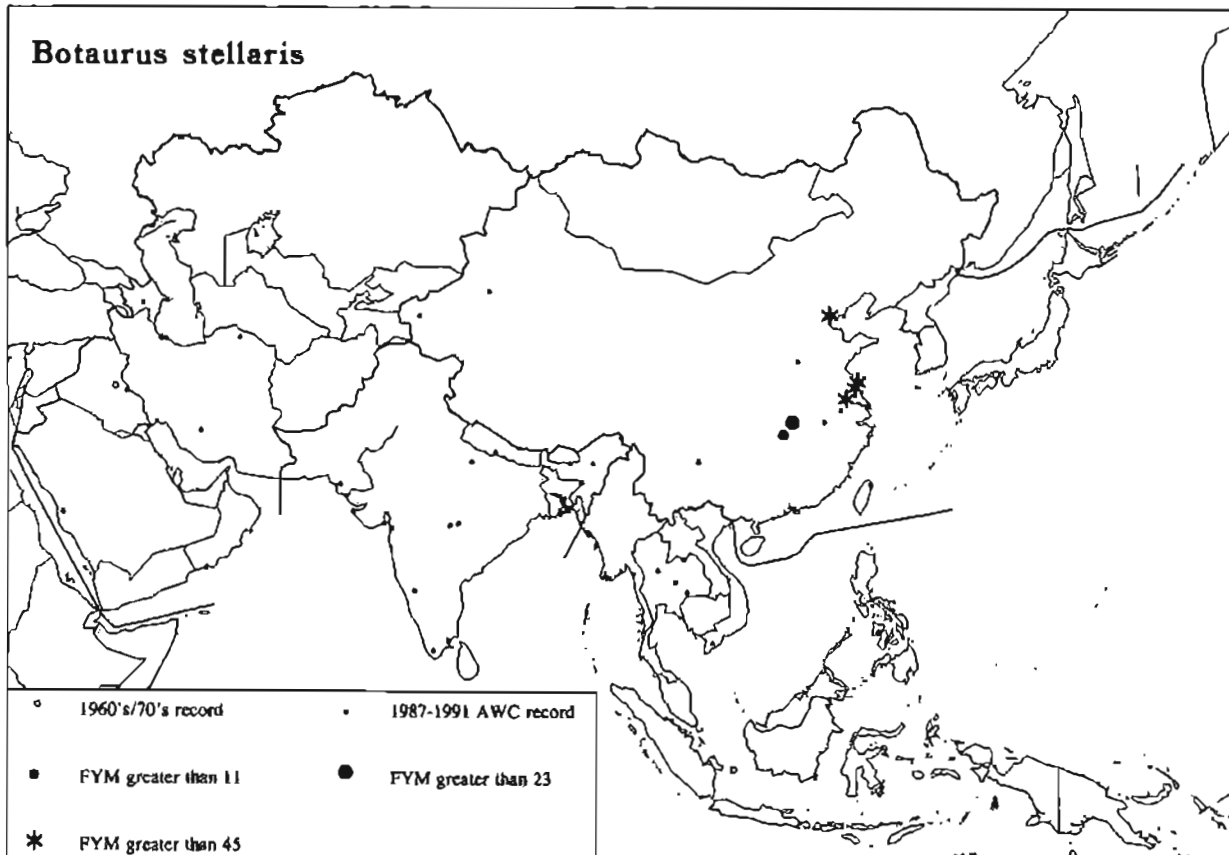 Botaurus stellaris
1960's/70's record
1987-1991 AWC record
FYM greater than 11
FYM greater than 23
FYM greater than 45